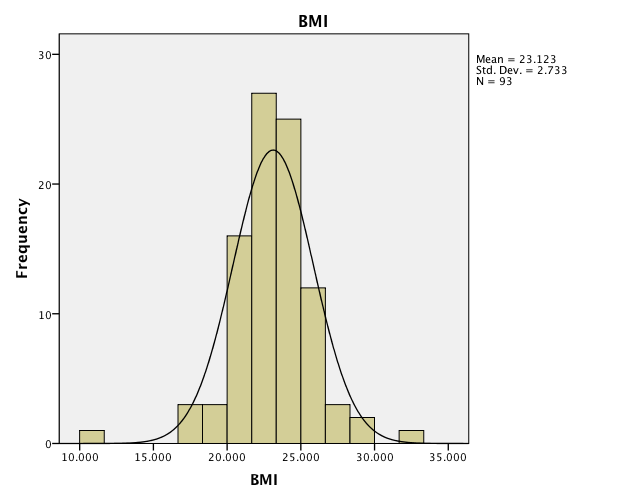 BMI
Mean = 23.123
Std. Dev. = 2.733
N = 93
Frequency
30
20
10
0
10.000 15.000 20.000 25.000 30.000 35.000
BMI